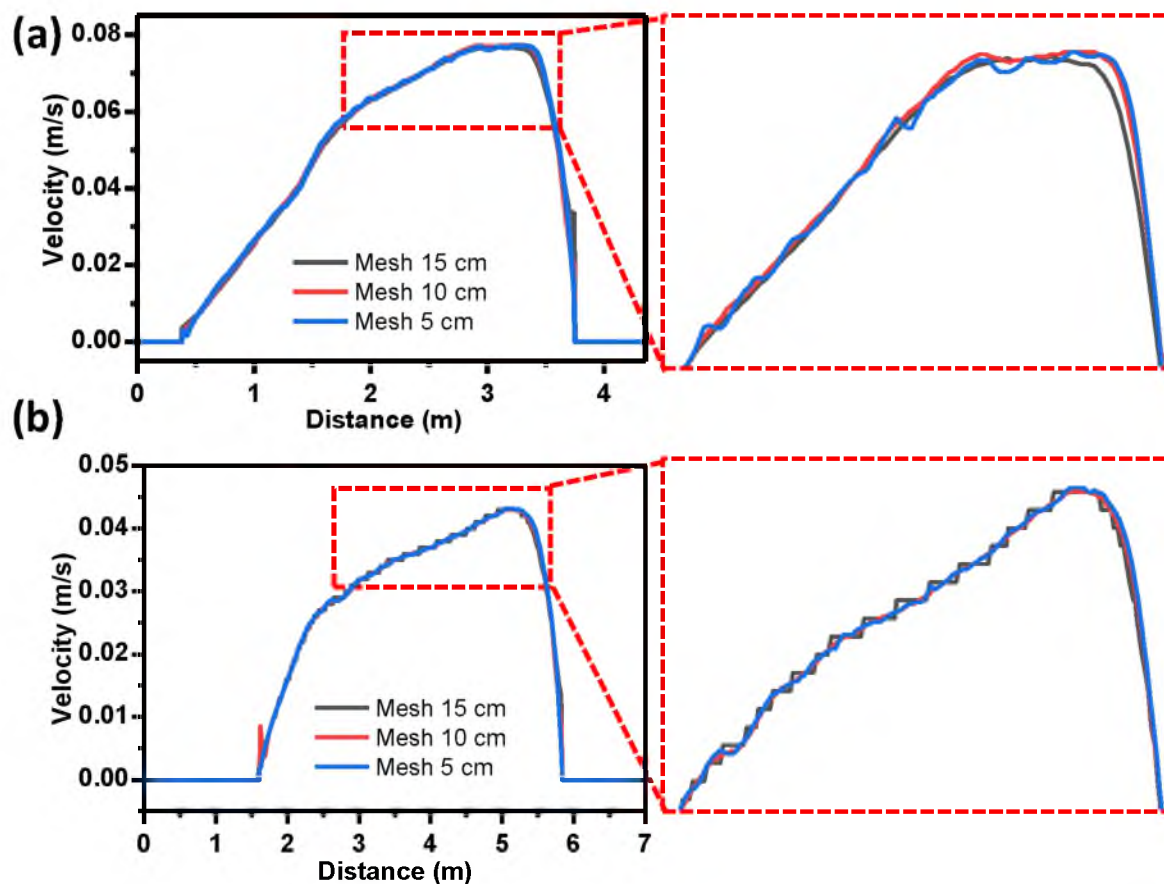 (a)
0.08
0.06
0.04
0.02
0.00
Velocity (m/s)
Mesh 15 cm
Mesh 10 cm
Mesh 5 cm
0 1 2 3 4
Distance (m)
(b)
0.05
0.04
0.03
0.02
0.01
0.00
Velocity (m/s)
Mesh 15 cm
Mesh 10 cm
Mesh 5 cm
0 1 2 3 4 5 6 7
Distance (m)